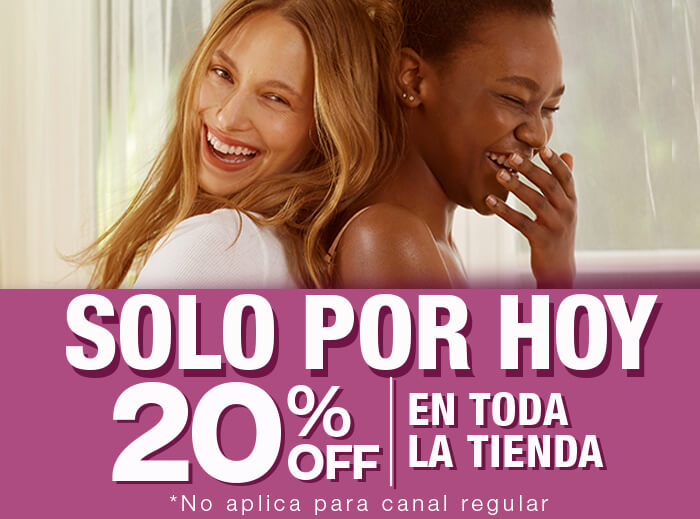 SOLO POR HOY
20% OFF
EN TODA
LA TIENDA
*No aplica para canal regular